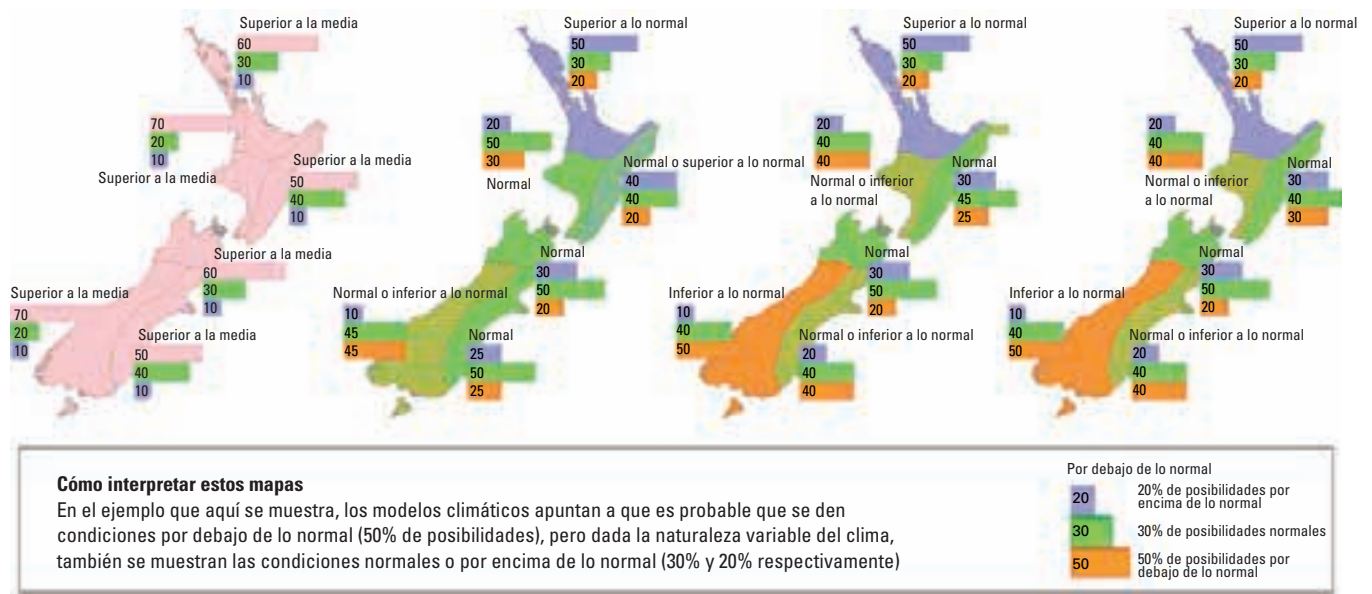 Superior a la media
60
30
10
70
20
10
Superior a la media
Superior a la media
50
40
10
Superior a la media
60
30
10
Superior a la media
70
20
10
Superior a la media
50
40
10
Superior a lo normal
50
30
20
20
50
30
Normal
Normal o superior a lo normal
40
40
20
Normal
30
50
20
Normal o inferior a lo normal
10
45
45
Normal
25
50
25
Superior a lo normal
50
30
20
20
40
40
Normal o inferior
a lo normal
Normal
30
45
25
Normal
30
50
20
Inferior a lo normal
10
40
50
Normal o inferior a lo normal
20
40
40
Superior a lo normal
50
30
20
20
40
40
Normal o inferior
a lo normal
Normal
30
40
30
Normal
30
50
20
Inferior a lo normal
10
40
50
Normal o inferior a lo normal
20
40
40
Cómo interpretar estos mapas
En el ejemplo que aquí se muestra, los modelos climáticos apuntan a que es probable que se den
condiciones por debajo de lo normal (50% de posibilidades), pero dada la naturaleza variable del clima,
también se muestran las condiciones normales o por encima de lo normal (30% y 20% respectivamente)
Por debajo de lo normal
20
20% de posibilidades por
encima de lo normal
30
30% de posibilidades normales
50
50% de posibilidades por
debajo de lo normal